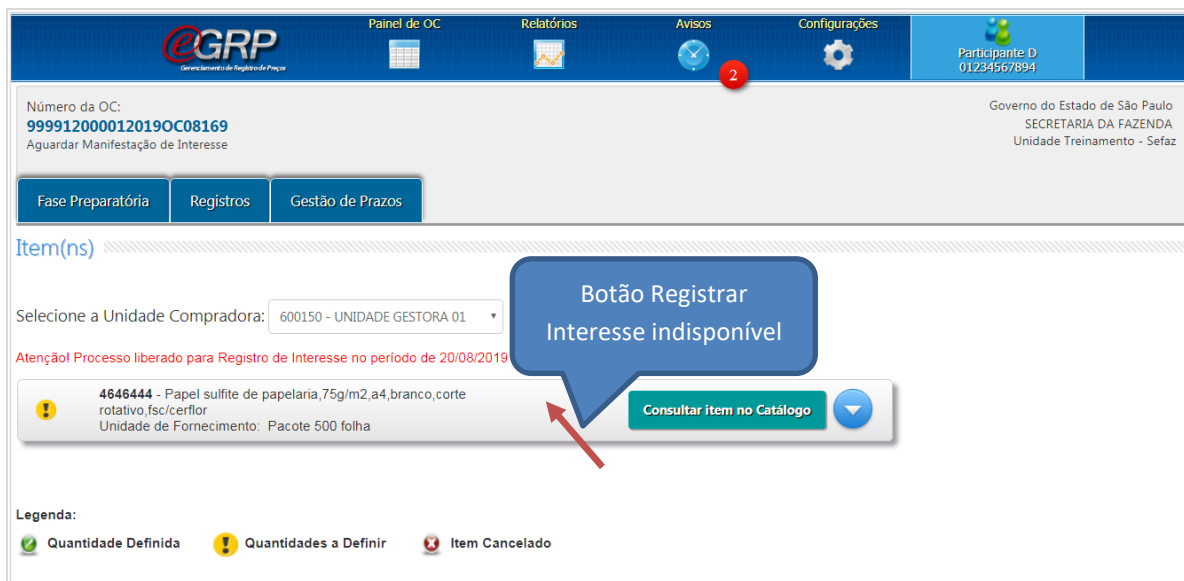 Painel de OC
Relatórios
Avisos
Configurações
eGRP
Gerenciamento de Registro de Preços
2
Participante D
01234567894
Número da OC:
999912000012019OC08169
Aguardar Manifestação de Interesse
Governo do Estado de São Paulo
SECRETARIA DA FAZENDA
Unidade Treinamento - Sefaz
Fase Preparatória
Registros
Gestão de Prazos
Item(ns)
Botão Registrar
Interesse indisponível
Selecione a Unidade Compradora:
600150 - UNIDADE GESTORA 01
Atenção! Processo liberado para Registro de Interesse no período de 20/08/2019
4646444 - Papel sulfite de papelaria,75g/m2,a4,branco,corte
rotativo,fsc/cerflor
Unidade de Fornecimento: Pacote 500 folha
Consultar item no Catálogo
Legenda:
Quantidade Definida
Quantidades a Definir
Item Cancelado